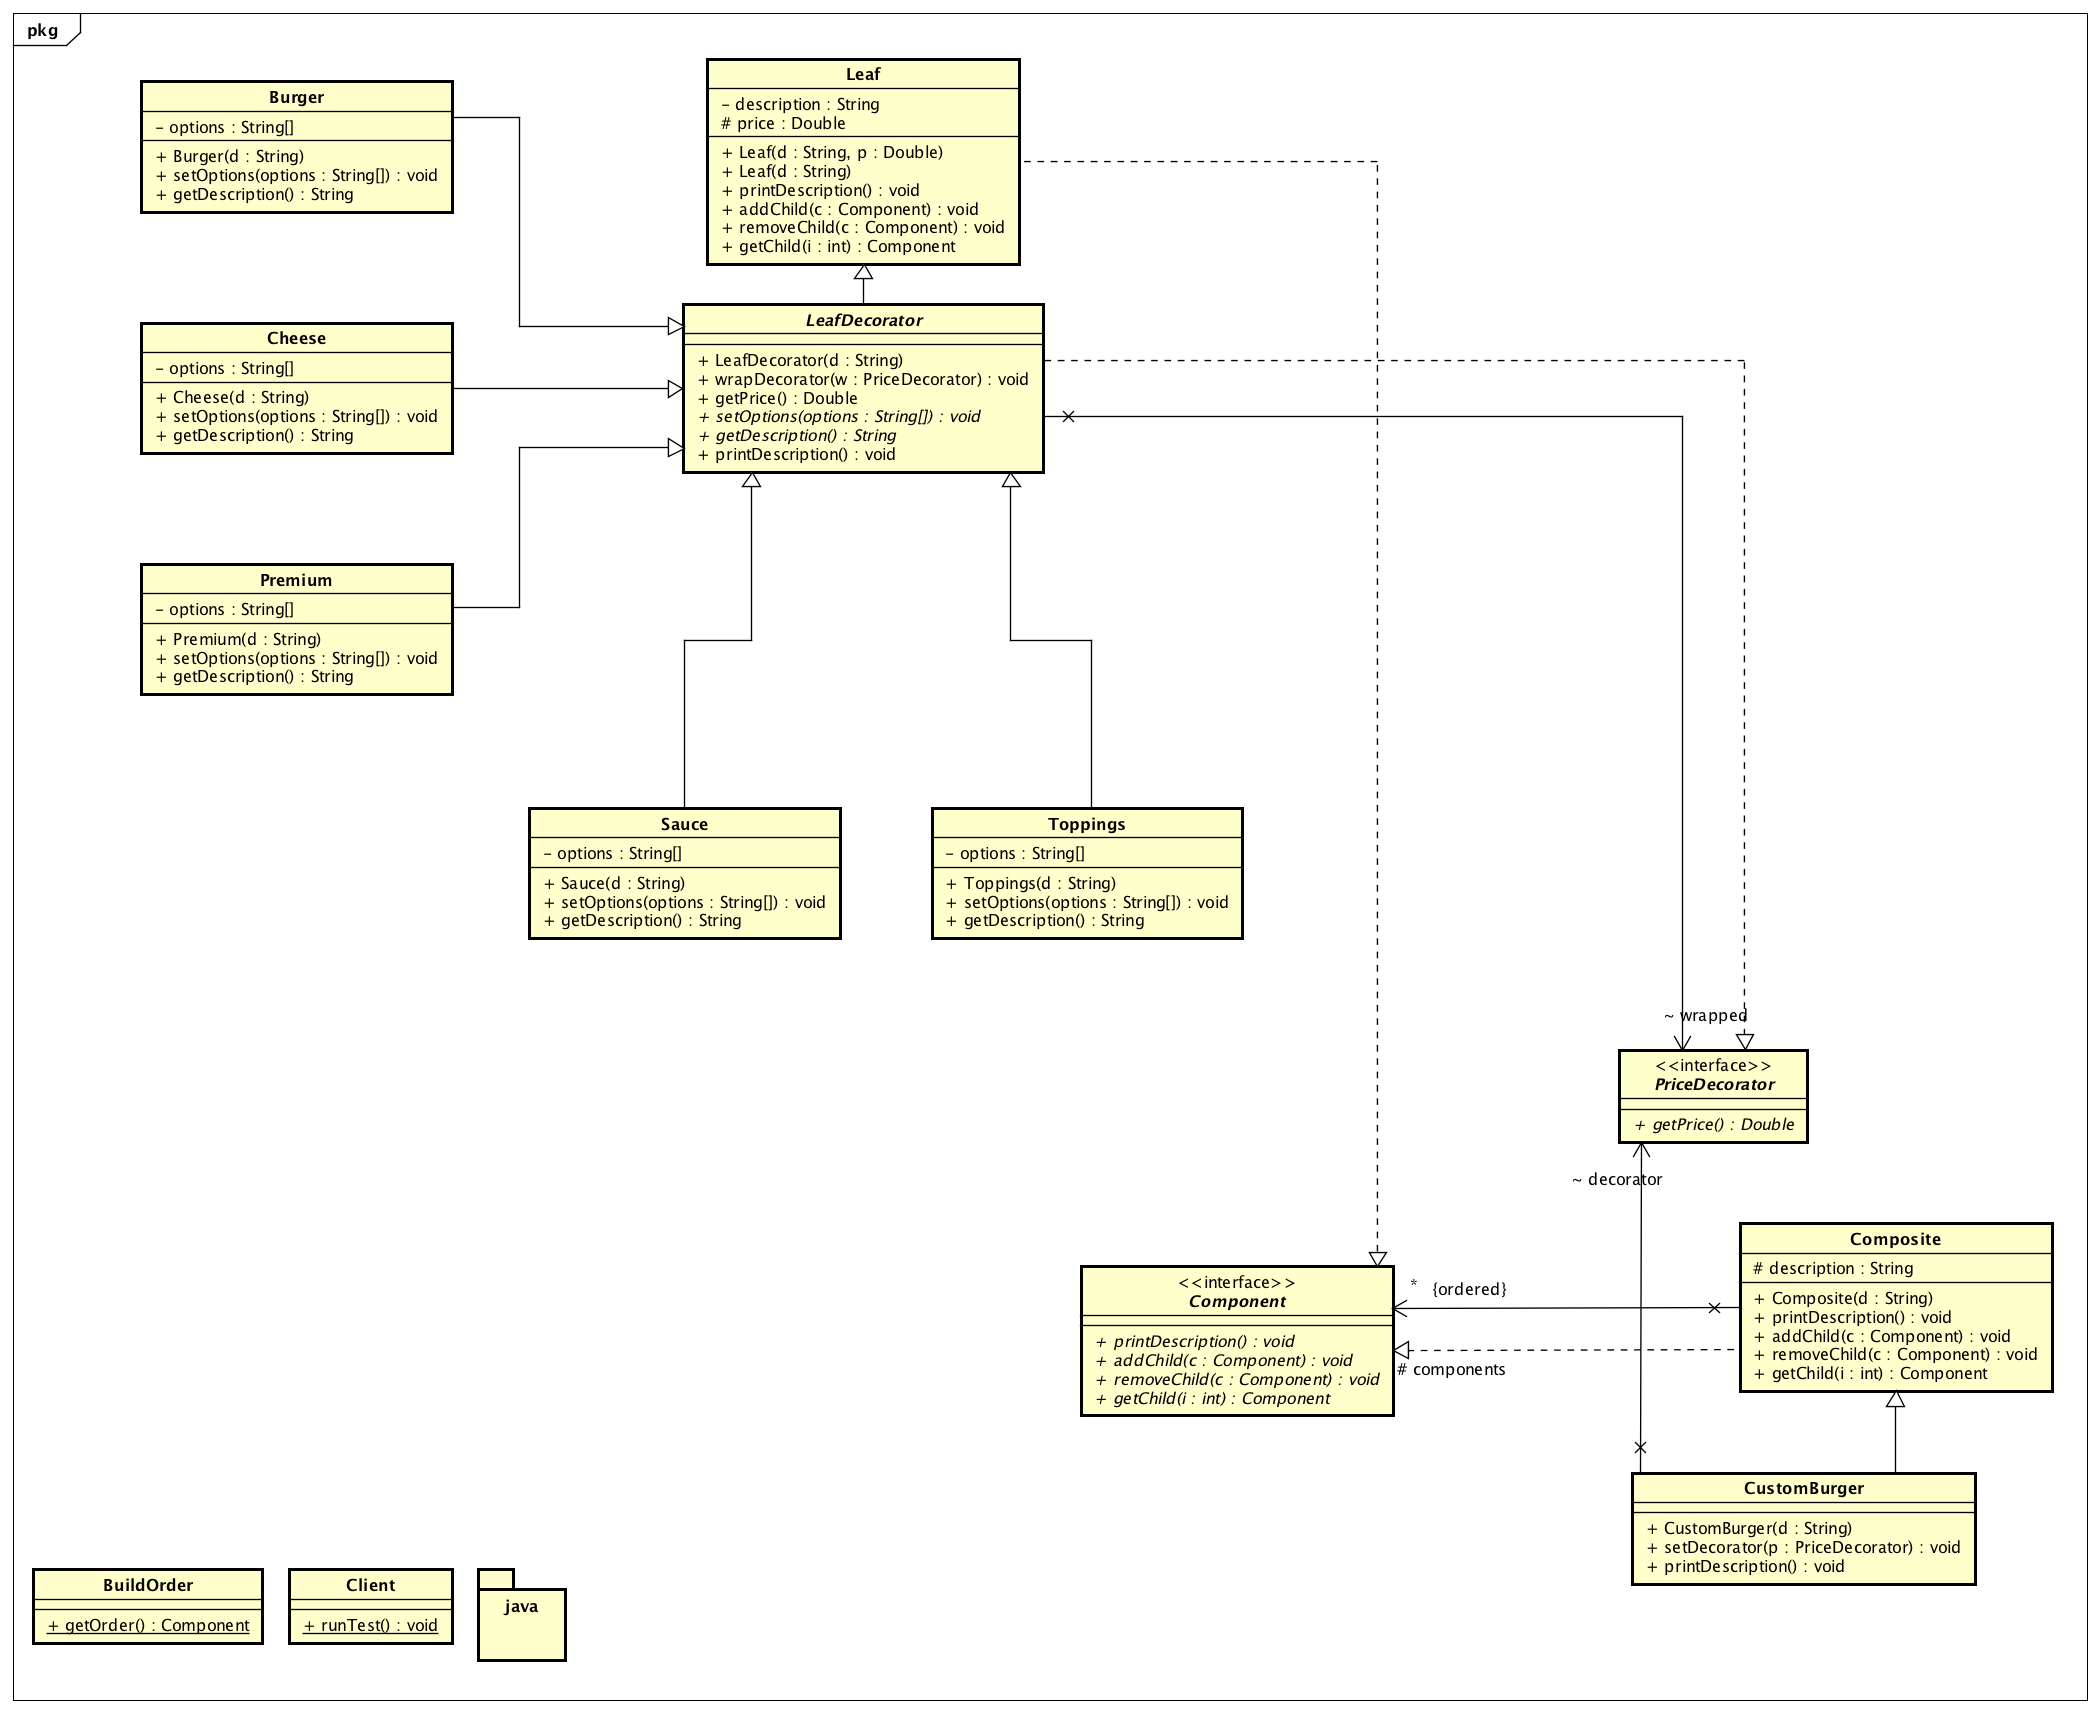 pkg
Burger
– options : String[]
+ Burger(d : String)
+ setOptions(options : String[]) : void
+ getDescription() : String
Leaf
– description : String
# price : Double
+ Leaf(d : String, p : Double)
+ Leaf(d : String)
+ printDescription() : void
+ addChild(c : Component) : void
+ removeChild(c : Component) : void
+ getChild(i : int) : Component
Cheese
– options : String[]
+ Cheese(d : String)
+ setOptions(options : String[]) : void
+ getDescription() : String
LeafDecorator
+ LeafDecorator(d : String)
+ wrapDecorator(w : PriceDecorator) : void
+ getPrice() : Double
+ setOptions(options : String[]) : void
+ getDescription() : String
+ printDescription() : void
Premium
– options : String[]
+ Premium(d : String)
+ setOptions(options : String[]) : void
+ getDescription() : String
Sauce
– options : String[]
+ Sauce(d : String)
+ setOptions(options : String[]) : void
+ getDescription() : String
Toppings
– options : String[]
+ Toppings(d : String)
+ setOptions(options : String[]) : void
+ getDescription() : String
~ wrapped
<<interface>>
PriceDecorator
+ getPrice() : Double
~ decorator
<<interface>>
Component
+ printDescription() : void
+ addChild(c : Component) : void
+ removeChild(c : Component) : void
+ getChild(i : int) : Component
* {ordered}
# components
Composite
# description : String
+ Composite(d : String)
+ printDescription() : void
+ addChild(c : Component) : void
+ removeChild(c : Component) : void
+ getChild(i : int) : Component
CustomBurger
+ CustomBurger(d : String)
+ setDecorator(p : PriceDecorator) : void
+ printDescription() : void
BuildOrder
+ getOrder() : Component
Client
+ runTest() : void
java